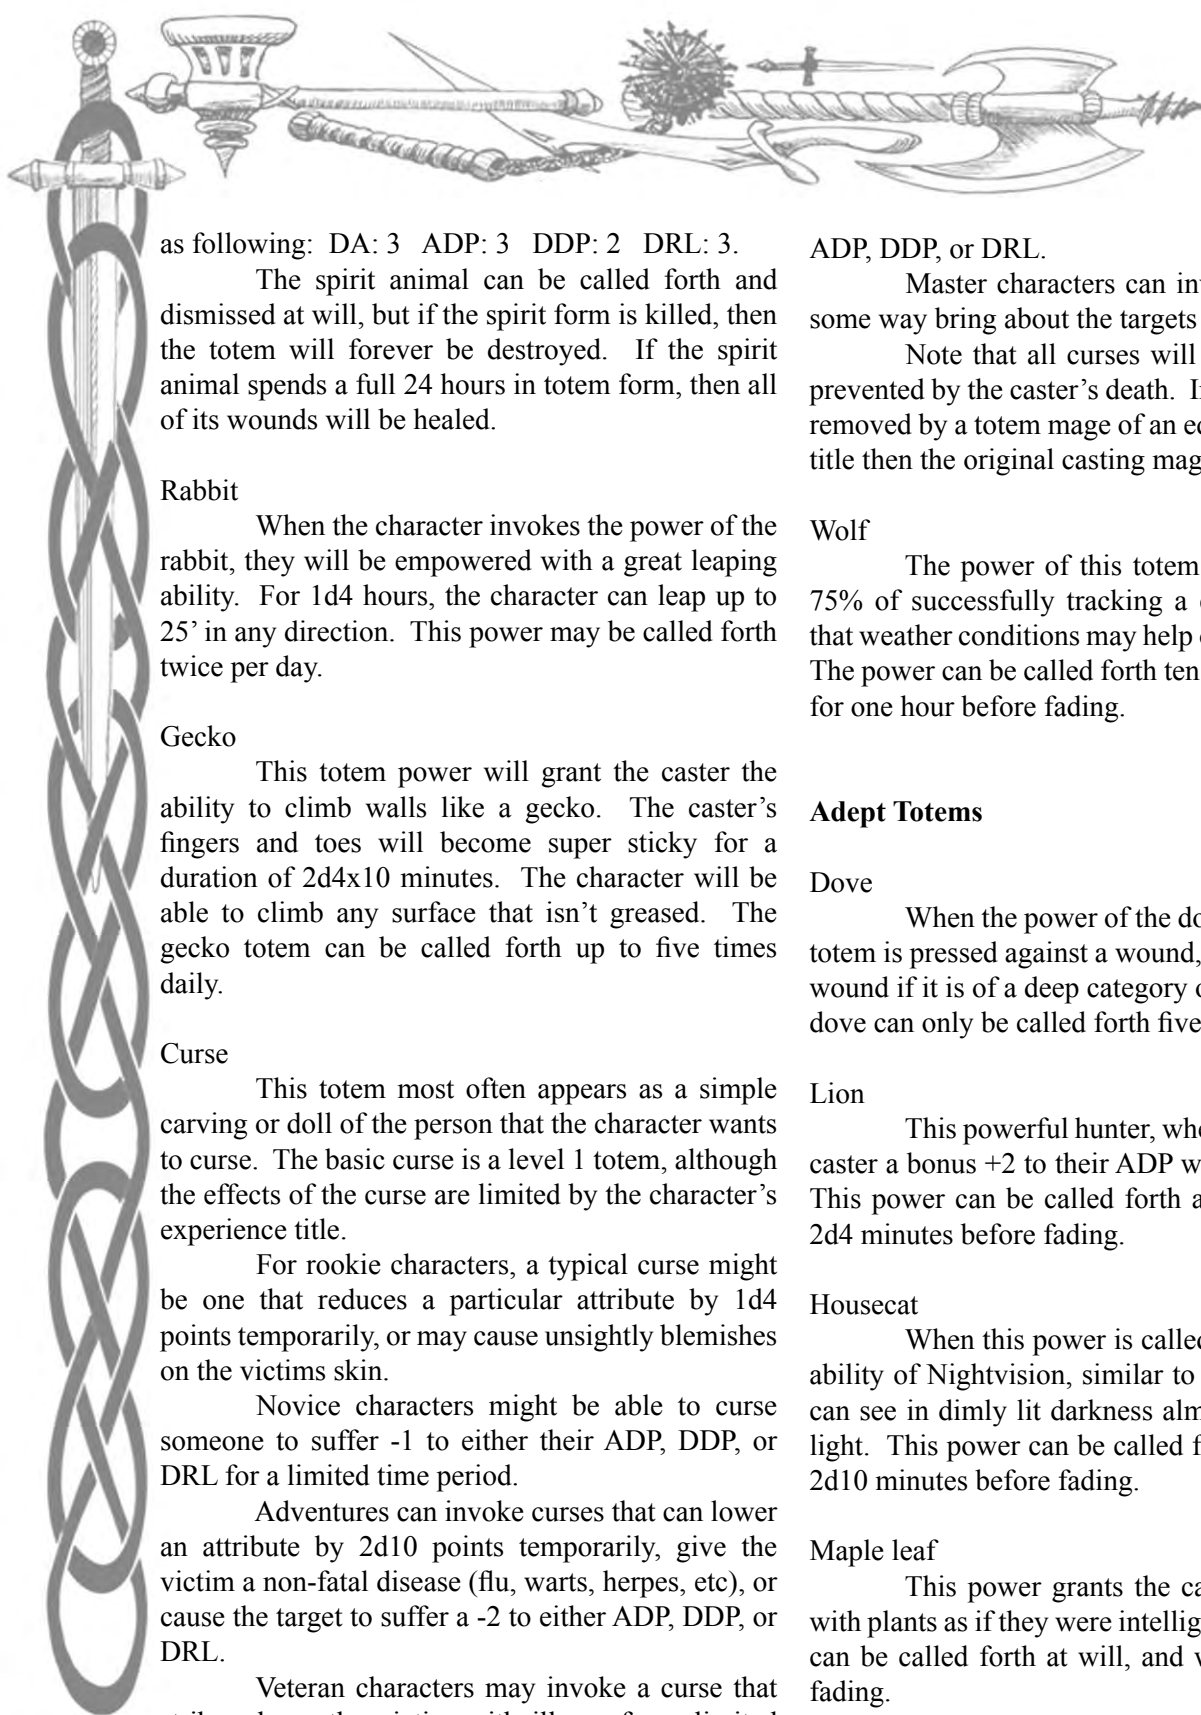 as following:  DA: 3   ADP: 3   DDP: 2   DRL: 3.
The spirit animal can be called forth and
dismissed at will, but if the spirit form is killed, then
the totem will forever be destroyed.  If the spirit
animal spends a full 24 hours in totem form, then all
of its wounds will be healed.
Rabbit
When the character invokes the power of the
rabbit, they will be empowered with a great leaping
ability.  For 1d4 hours, the character can leap up to
25’ in any direction.  This power may be called forth
twice per day.
Gecko
This totem power will grant the caster the
ability to climb walls like a gecko.  The caster’s
fingers and toes will become super sticky for a
duration of 2d4x10 minutes.  The character will be
able to climb any surface that isn’t greased.  The
gecko totem can be called forth up to five times
daily.
Curse
This totem most often appears as a simple
carving or doll of the person that the character wants
to curse.  The basic curse is a level 1 totem, although
the effects of the curse are limited by the character’s
experience title.
For rookie characters, a typical curse might
be one that reduces a particular attribute by 1d4
points temporarily, or may cause unsightly blemishes
on the victims skin.
Novice characters might be able to curse
someone to suffer -1 to either their ADP, DDP, or
DRL for a limited time period.
Adventures can invoke curses that can lower
an attribute by 2d10 points temporarily, give the
victim a non-fatal disease (flu, warts, herpes, etc), or
cause the target to suffer a -2 to either ADP, DDP, or
DRL.
Veteran characters may invoke a curse that
ADP, DDP, or DRL.
Master characters can
some way bring about the targets
Note that all curses will
prevented by the caster’s death.
removed by a totem mage of an
title then the original casting
Wolf
The power of this totem
75% of successfully tracking a
that weather conditions may help
The power can be called forth ten
for one hour before fading.
Adept Totems
Dove
When the power of the
totem is pressed against a wound,
wound if it is of a deep category
dove can only be called forth five
Lion
This powerful hunter,
caster a bonus +2 to their ADP
This power can be called forth
2d4 minutes before fading.
Housecat
When this power is called
ability of Nightvision, similar to
can see in dimly lit darkness
light.  This power can be called
2d10 minutes before fading.
Maple leaf
This power grants the
with plants as if they were
can be called forth at will, and
fading.